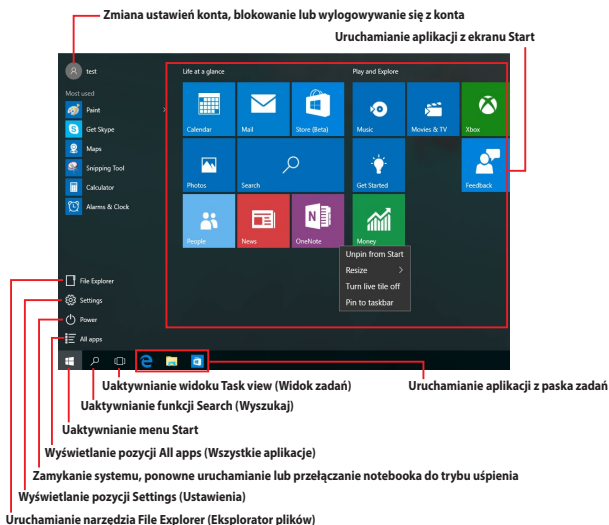 Zmiana ustawień konta, blokowanie lub wylogowywanie się z konta
Uruchamianie aplikacji z ekranu Start
test
Most used
Paint
Get Skype
Maps
Snipping Tool
Calculator
Alarms & Clock
File Explorer
Settings
Power
All apps
Life at a glance
Calendar
Mail
Store (Beta)
Photos
Search
People
News
OneNote
Play and Explore
Music
Movies & TV
Xbox
Get Started
Feedback
Money
Unpin from Start
Resize
Turn live tile off
Pin to taskbar
Uaktywnianie widoku Task view (Widok zadań)
Uruchamianie aplikacji z paska zadań
Uaktywnianie funkcji Search (Wyszukaj)
Uaktywnianie menu Start
Wyświetlanie pozycji All apps (Wszystkie aplikacje)
Zamykanie systemu, ponowne uruchamianie lub przełączanie notebooka do trybu uśpienia
Wyświetlanie pozycji Settings (Ustawienia)
Uruchamianie narzędzia File Explorer (Eksplorator plików)